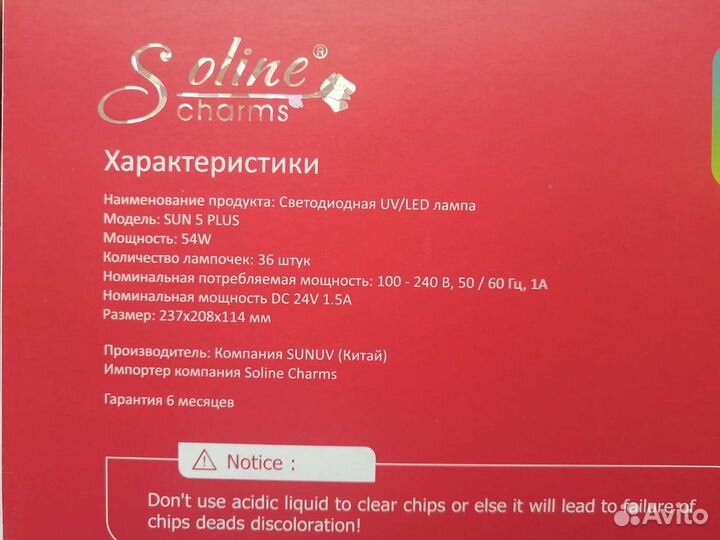 Soline®
charms
Характеристики
Наименование продукта: Светодиодная UV/LED лампа
Модель: SUN 5 PLUS
Мощность: 54W
Количество лампочек: 36 штук
Номинальная потребляемая мощность: 100 - 240 В, 50 / 60 Гц, 1А
Номинальная мощность DC 24V 1.5A
Размер: 237x208x114 мм
Производитель: Компания SUNUV (Китай)
Импортер компания Soline Charms
Гарантия 6 месяцев
Notice :
Don't use acidic liquid to clear chips or else it will lead to failure of
chips deads discoloration!
Avito